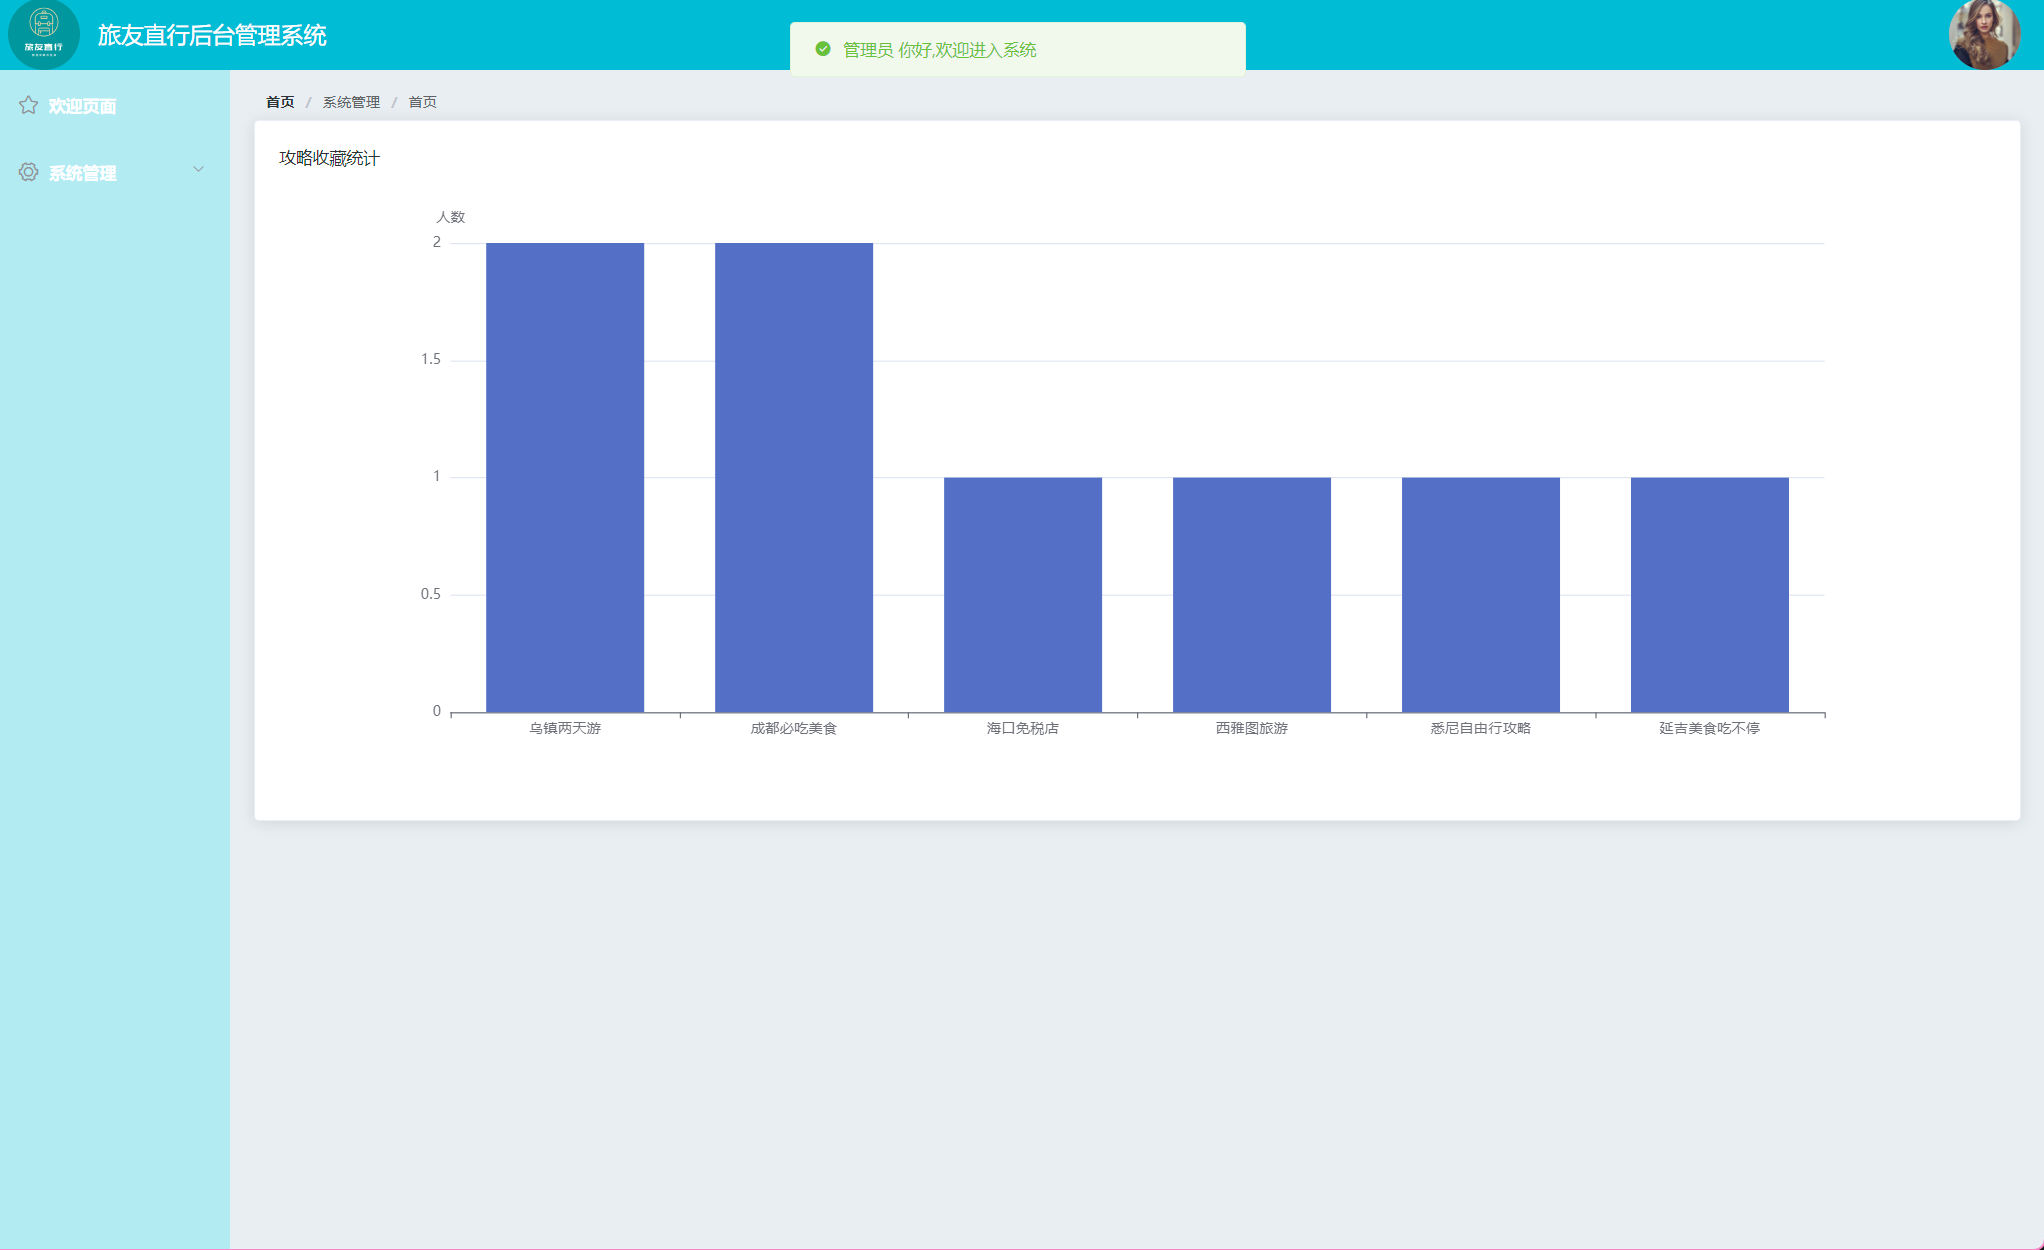 旅友直行
旅友直行后台管理系统
管理员 你好,欢迎进入系统
欢迎页面
系统管理
首页 / 系统管理 / 首页
攻略收藏统计
人数
2
1.5
1
0.5
0
乌镇两天游 成都必吃美食 海口免税店 西雅图旅游 悉尼自由行攻略 延吉美食吃不停